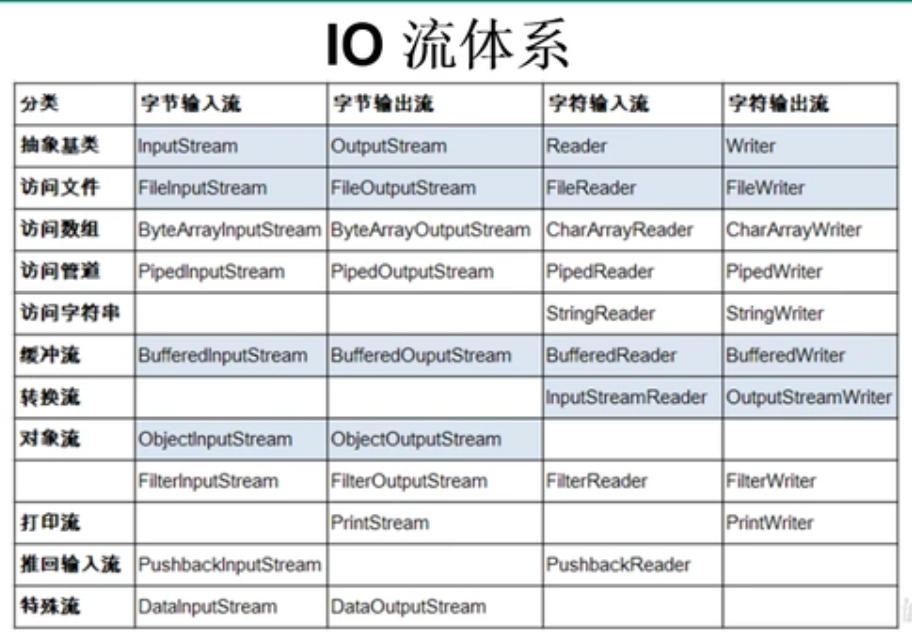 IO 流体系
分类 字节输入流 字节输出流 字符输入流 字符输出流
抽象基类 InputStream OutputStream Reader Writer
访问文件 FileInputStream FileOutputStream FileReader FileWriter
访问数组 ByteArrayInputStream ByteArrayOutputStream CharArrayReader CharArrayWriter
访问管道 PipedInputStream PipedOutputStream PipedReader PipedWriter
访问字符串 StringReader StringWriter
缓冲流 BufferedInputStream BufferedOuputStream BufferedReader BufferedWriter
转换流 InputStreamReader OutputStreamWriter
对象流 ObjectInputStream ObjectOutputStream
FilterInputStream FilterOutputStream FilterReader FilterWriter
打印流 PrintStream PrintWriter
推回输入流 PushbackInputStream PushbackReader
特殊流 DataInputStream DataOutputStream